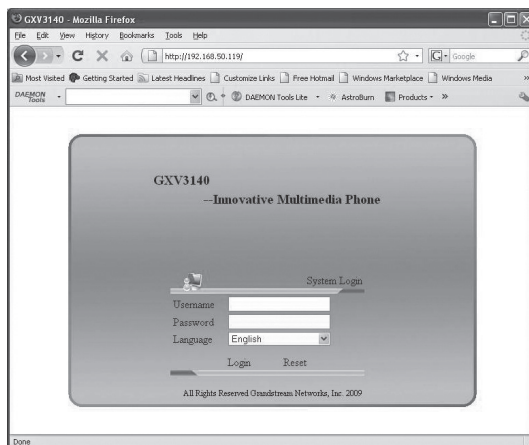 GXV3140 - Mozilla Firefox
File Edit View History Bookmarks Tools Help
http://192.168.50.119/
G Google
Most Visited Getting Started Latest Headlines Customize Links Free Hotmail Windows Marketplace Windows Media »
DAEMON Tools DAEMON Tools Lite AstroBurn Products »
GXV3140
--Innovative Multimedia Phone
System Login
Username
Password
Language English
Login Reset
All Rights Reserved Grandstream Networks, Inc. 2009
Done